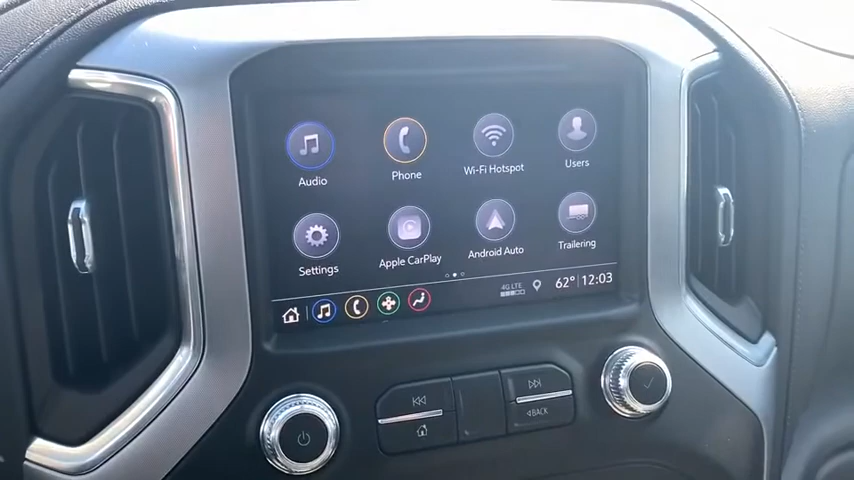 Audio Phone Wi-Fi Hotspot Users
Settings Apple CarPlay Android Auto Trailering
4G LTE 62° 12:03
BACK